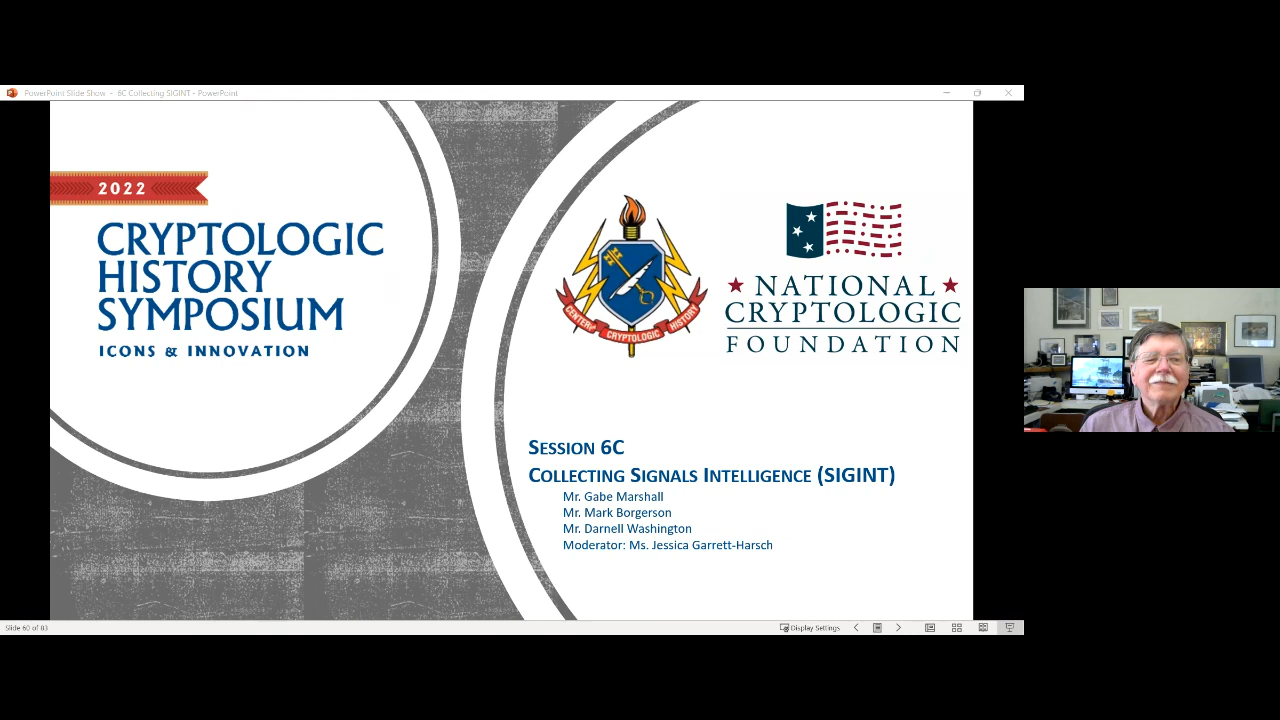 PowerPoint Slide Show - 6C Collecting SIGINT - PowerPoint
2022
CRYPTOLOGIC
HISTORY
SYMPOSIUM
ICONS & INNOVATION
CENTER for CRYPTOLOGIC HISTORY
NATIONAL
CRYPTOLOGIC
FOUNDATION
SESSION 6C
COLLECTING SIGNALS INTELLIGENCE (SIGINT)
Mr. Gabe Marshall
Mr. Mark Borgerson
Mr. Darnell Washington
Moderator: Ms. Jessica Garrett-Harsch
Slide 60 of 83
Display Settings